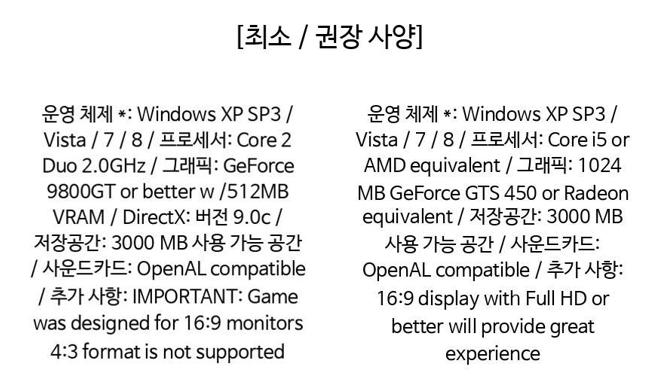 [최소 / 권장 사양]
운영 체제 *: Windows XP SP3 /
Vista / 7 / 8 / 프로세서: Core 2
Duo 2.0GHz / 그래픽: GeForce
9800GT or better w /512MB
VRAM / DirectX: 버전 9.0c /
저장공간: 3000 MB 사용 가능 공간
/ 사운드카드: OpenAL compatible
/ 추가 사항: IMPORTANT: Game
was designed for 16:9 monitors
4:3 format is not supported
운영 체제 *: Windows XP SP3 /
Vista / 7 / 8 / 프로세서: Core i5 or
AMD equivalent / 그래픽: 1024
MB GeForce GTS 450 or Radeon
equivalent / 저장공간: 3000 MB
사용 가능 공간 / 사운드카드:
OpenAL compatible / 추가 사항:
16:9 display with Full HD or
better will provide great
experience